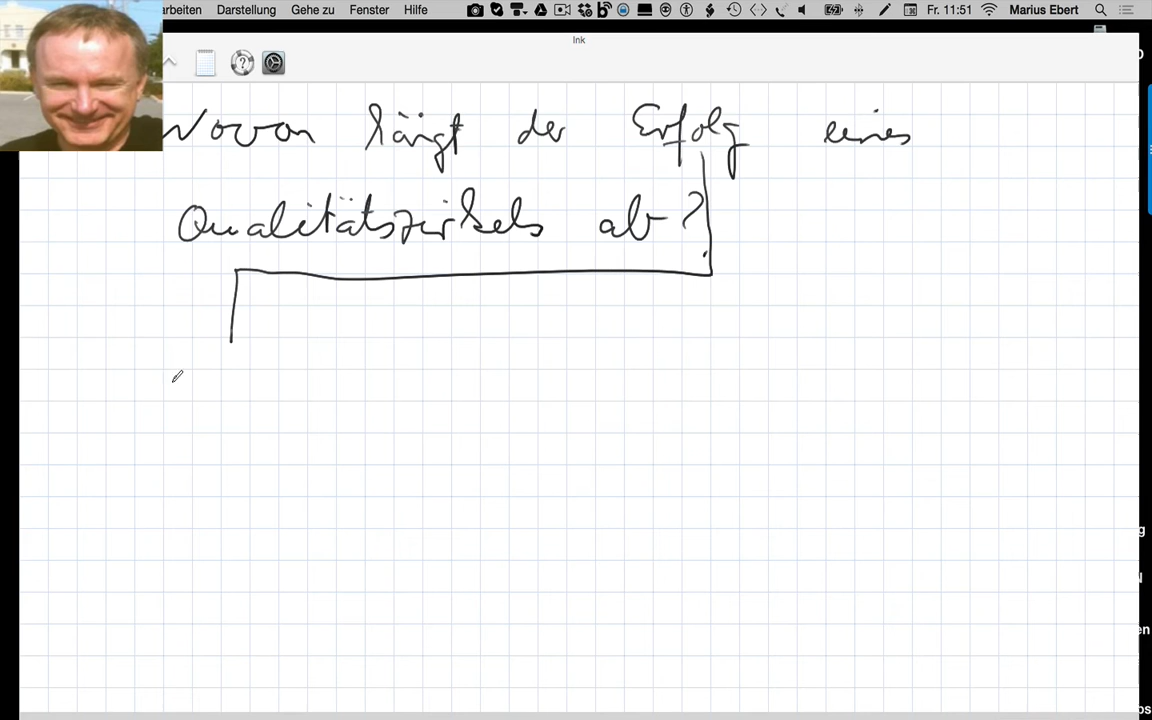 arbeiten Darstellung Gehe zu Fenster Hilfe Fr. 11:51 Marius Ebert
Ink
Wovon hängt der Erfolg eines
Qualitätszirkels ab?